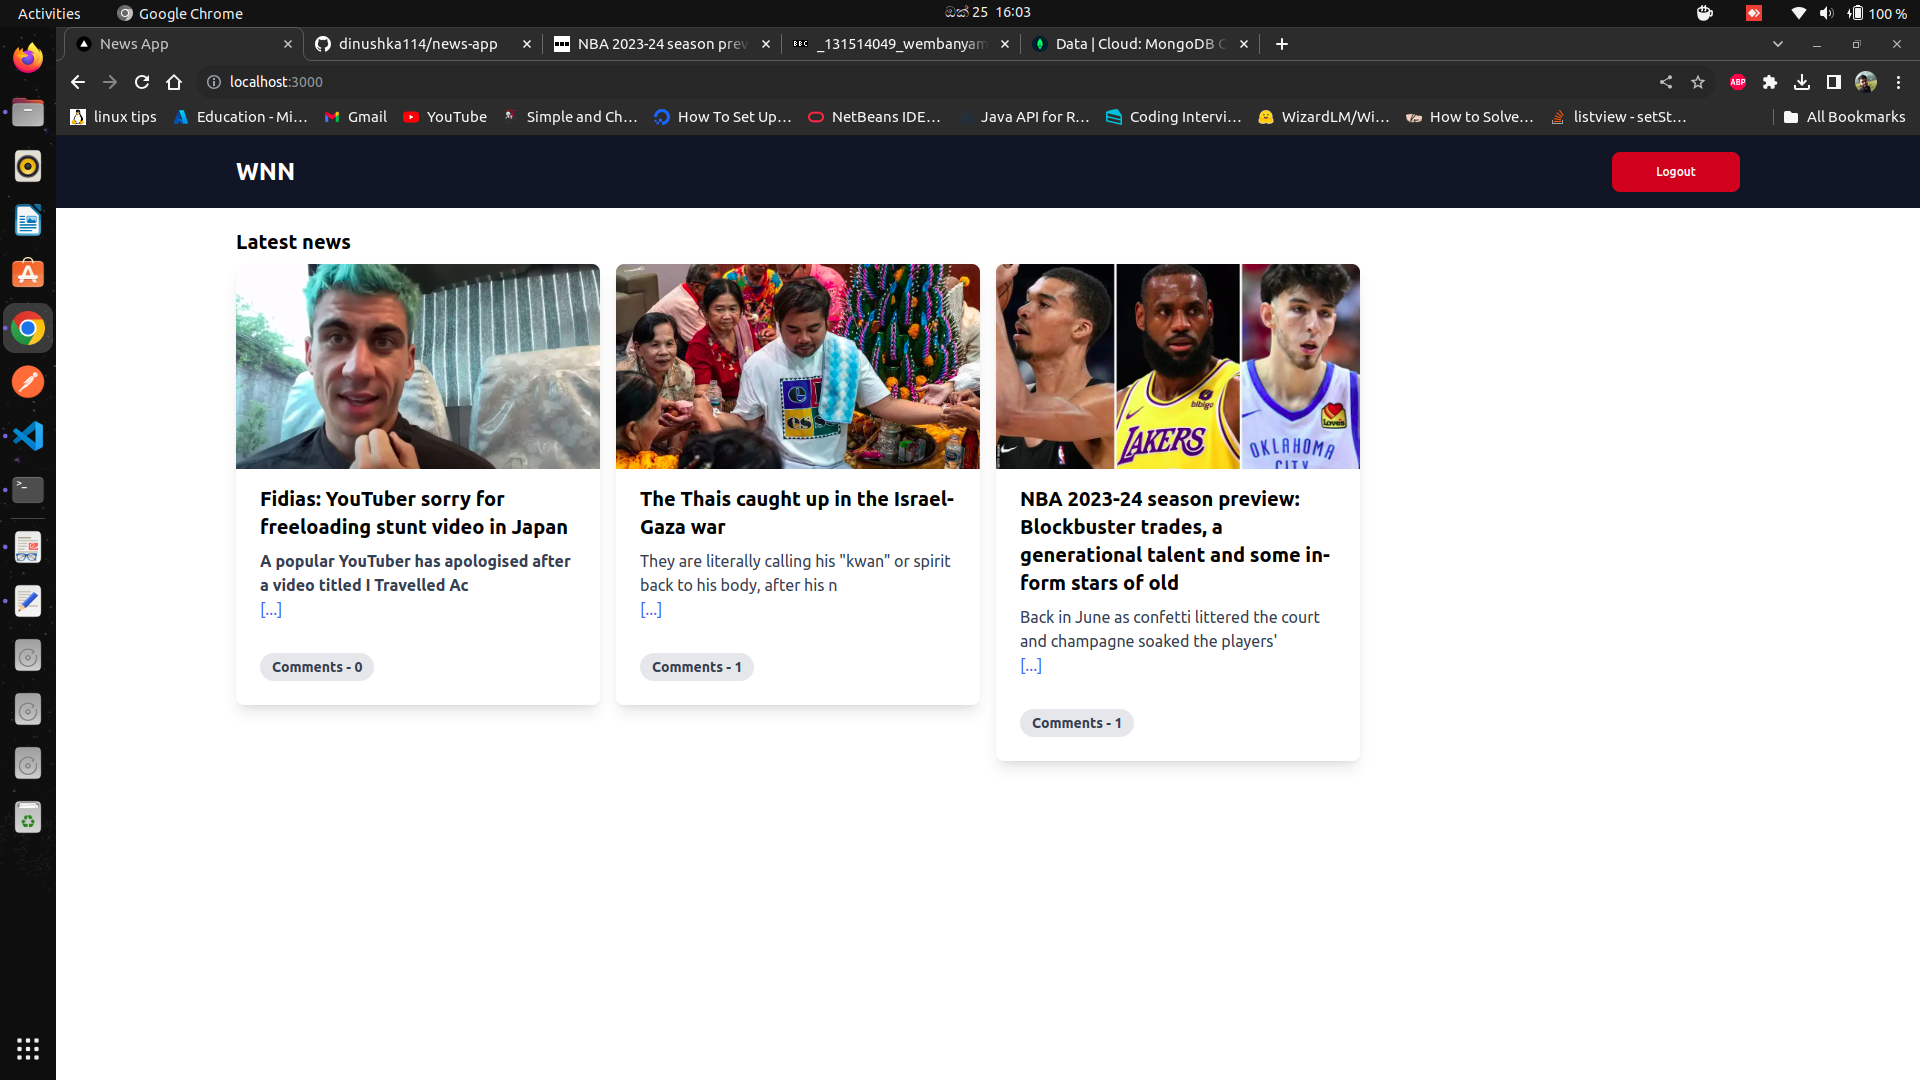 Activities
Google Chrome
ඔක් 25 16:03
100 %
News App
dinushka114/news-app
NBA 2023-24 season prev
BBC _131514049_wembanyam
Data | Cloud: MongoDB C
localhost:3000
ABP
linux tips
Education - Mi...
Gmail
YouTube
Simple and Ch...
How To Set Up...
NetBeans IDE...
Java API for R...
Coding Intervi...
WizardLM/Wi...
How to Solve...
listview - setSt...
All Bookmarks
WNN
Logout
Latest news
bibigo
LAKERS
Love's
OKLAHOMA
CITY
Fidias: YouTuber sorry for
freeloading stunt video in Japan
A popular YouTuber has apologised after
a video titled I Travelled Ac
[...]
Comments - 0
The Thais caught up in the Israel-
Gaza war
They are literally calling his "kwan" or spirit
back to his body, after his n
[...]
Comments - 1
NBA 2023-24 season preview:
Blockbuster trades, a
generational talent and some in-
form stars of old
Back in June as confetti littered the court
and champagne soaked the players'
[...]
Comments - 1